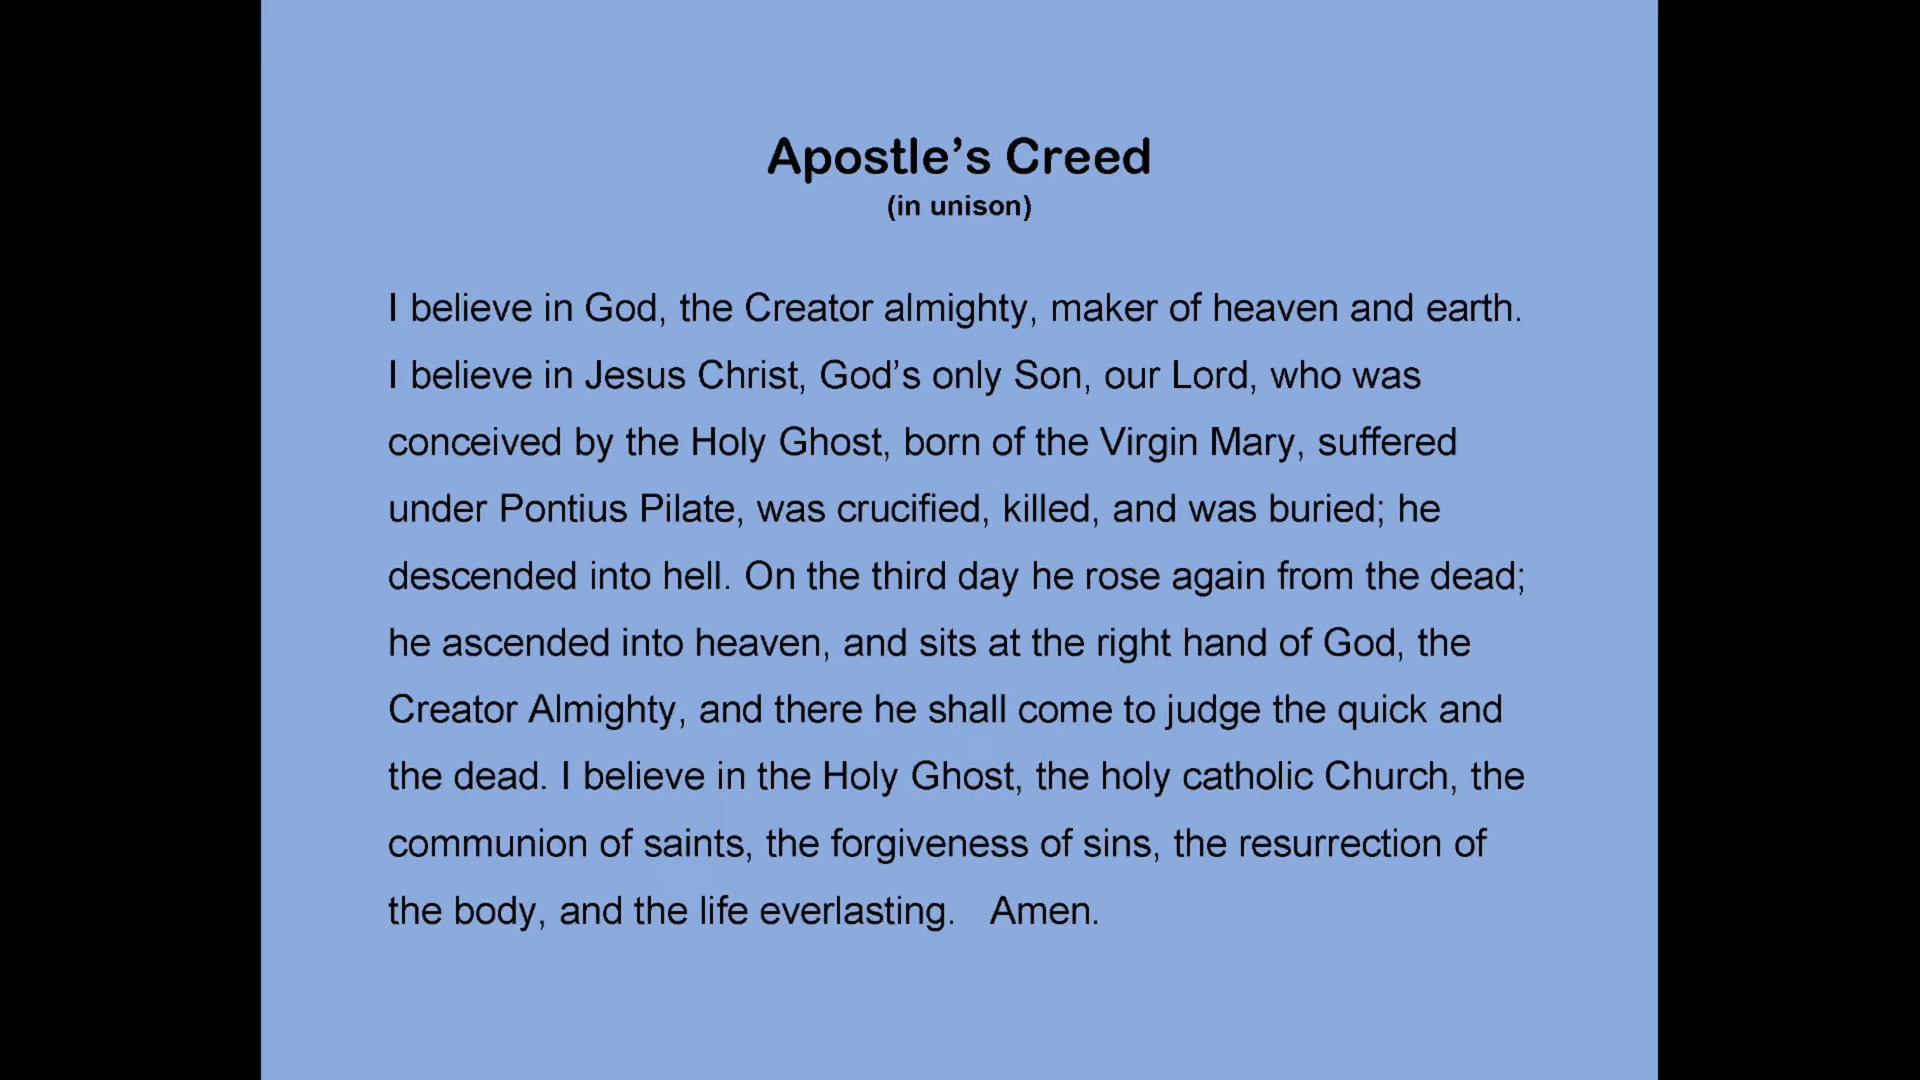 Apostle’s Creed
(in unison)
I believe in God, the Creator almighty, maker of heaven and earth.
I believe in Jesus Christ, God’s only Son, our Lord, who was
conceived by the Holy Ghost, born of the Virgin Mary, suffered
under Pontius Pilate, was crucified, killed, and was buried; he
descended into hell. On the third day he rose again from the dead;
he ascended into heaven, and sits at the right hand of God, the
Creator Almighty, and there he shall come to judge the quick and
the dead. I believe in the Holy Ghost, the holy catholic Church, the
communion of saints, the forgiveness of sins, the resurrection of
the body, and the life everlasting.   Amen.